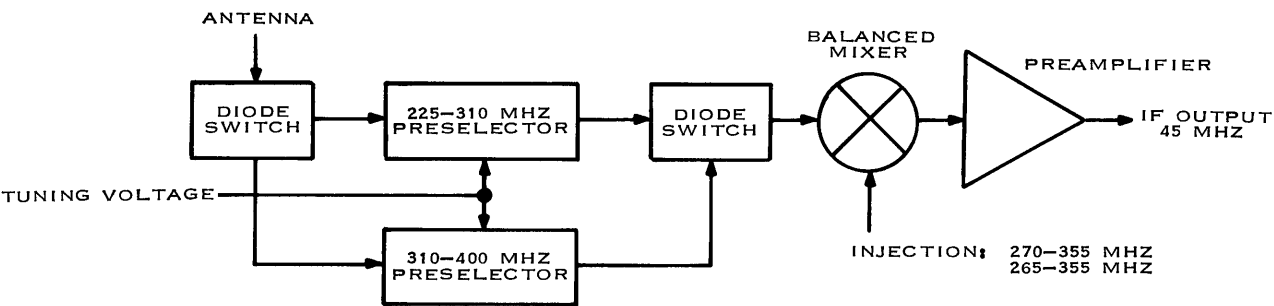 ANTENNA
DIODE
SWITCH
225–310 MHZ
PRESELECTOR
DIODE
SWITCH
BALANCED
MIXER
PREAMPLIFIER
IF OUTPUT
45 MHZ
TUNING VOLTAGE
310–400 MHZ
PRESELECTOR
INJECTION: 270–355 MHZ
265–355 MHZ